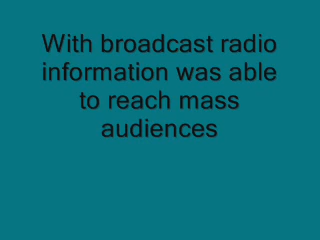 With broadcast radio
information was able
to reach mass
audiences